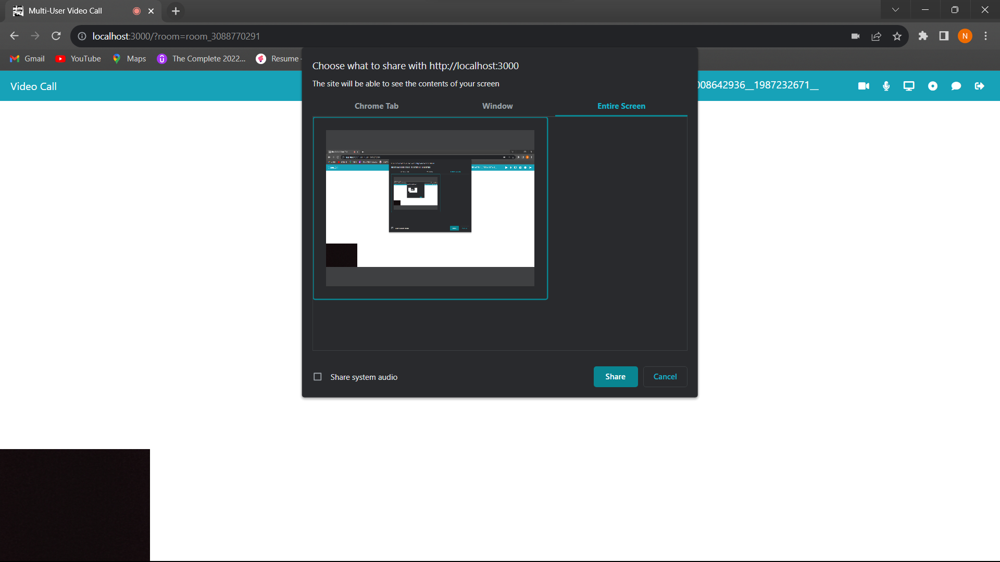 Multi-User Video Call
localhost:3000/?room=room_3088770291
N
Gmail
YouTube
Maps
The Complete 2022...
Resume
Choose what to share with http://localhost:3000
The site will be able to see the contents of your screen
Video Call
08642936__1987232671__
Chrome Tab
Window
Entire Screen
Share system audio
Share
Cancel